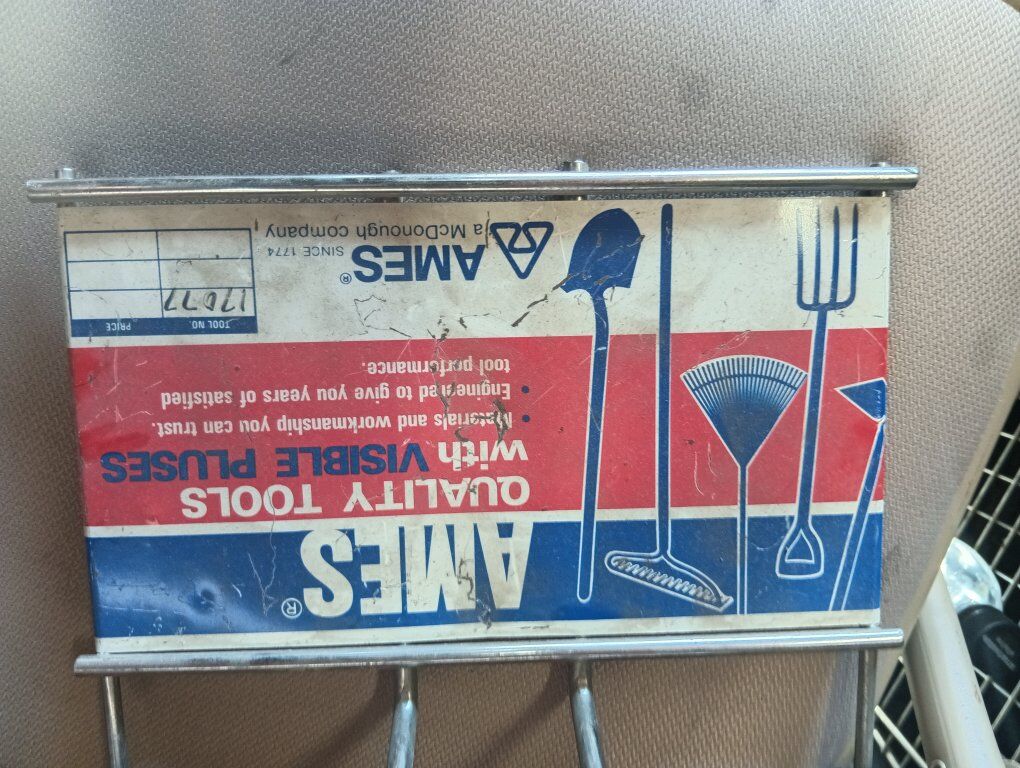 AMES®
QUALITY TOOLS
with VISIBLE PLUSES
• Materials and workmanship you can trust.
• Engineered to give you years of satisfied
tool performance.
TOOL NO. PRICE
AMES®
SINCE 1774
a McDonough company